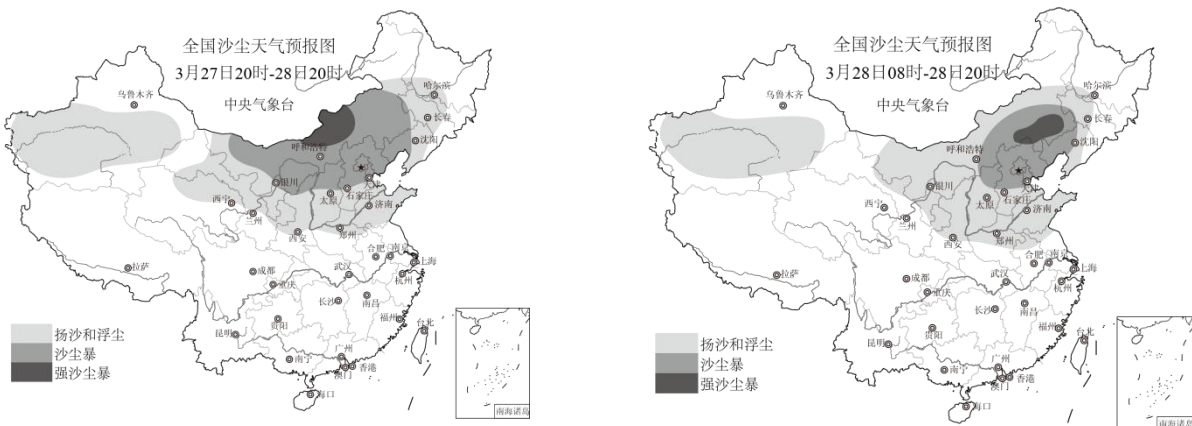 全国沙尘天气预报图
3月27日20时-28日20时
中央气象台
哈尔滨
乌鲁木齐
长春
沈阳
呼和浩特
银川
天津
石家庄
太原
济南
西宁
兰州
西安
郑州
合肥
南京
上海
拉萨
成都
武汉
杭州
重庆
长沙
南昌
贵阳
福州
台北
昆明
扬沙和浮尘
沙尘暴
强沙尘暴
广州
南宁
香港
澳门
海口
南海诸岛
全国沙尘天气预报图
3月28日08时-28日20时
中央气象台
哈尔滨
乌鲁木齐
长春
沈阳
呼和浩特
银川
天津
石家庄
太原
济南
西宁
兰州
西安
郑州
合肥
南京
上海
拉萨
成都
武汉
杭州
重庆
长沙
南昌
贵阳
福州
台北
昆明
扬沙和浮尘
沙尘暴
强沙尘暴
广州
南宁
香港
澳门
海口
南海诸岛